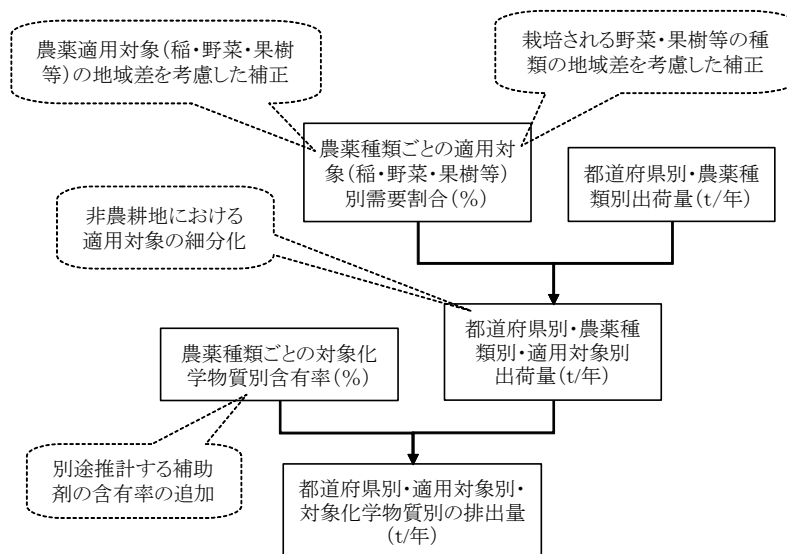 農薬適用対象(稲・野菜・果樹
等)の地域差を考慮した補正
栽培される野菜・果樹等の種
類の地域差を考慮した補正
農薬種類ごとの適用対
象(稲・野菜・果樹等)
別需要割合(%)
都道府県別・農薬種
類別出荷量(t/年)
非農耕地における
適用対象の細分化
都道府県別・農薬種
類別・適用対象別
出荷量(t/年)
農薬種類ごとの対象化
学物質別含有率(%)
別途推計する補助
剤の含有率の追加
都道府県別・適用対象別・
対象化学物質別の排出量
(t/年)